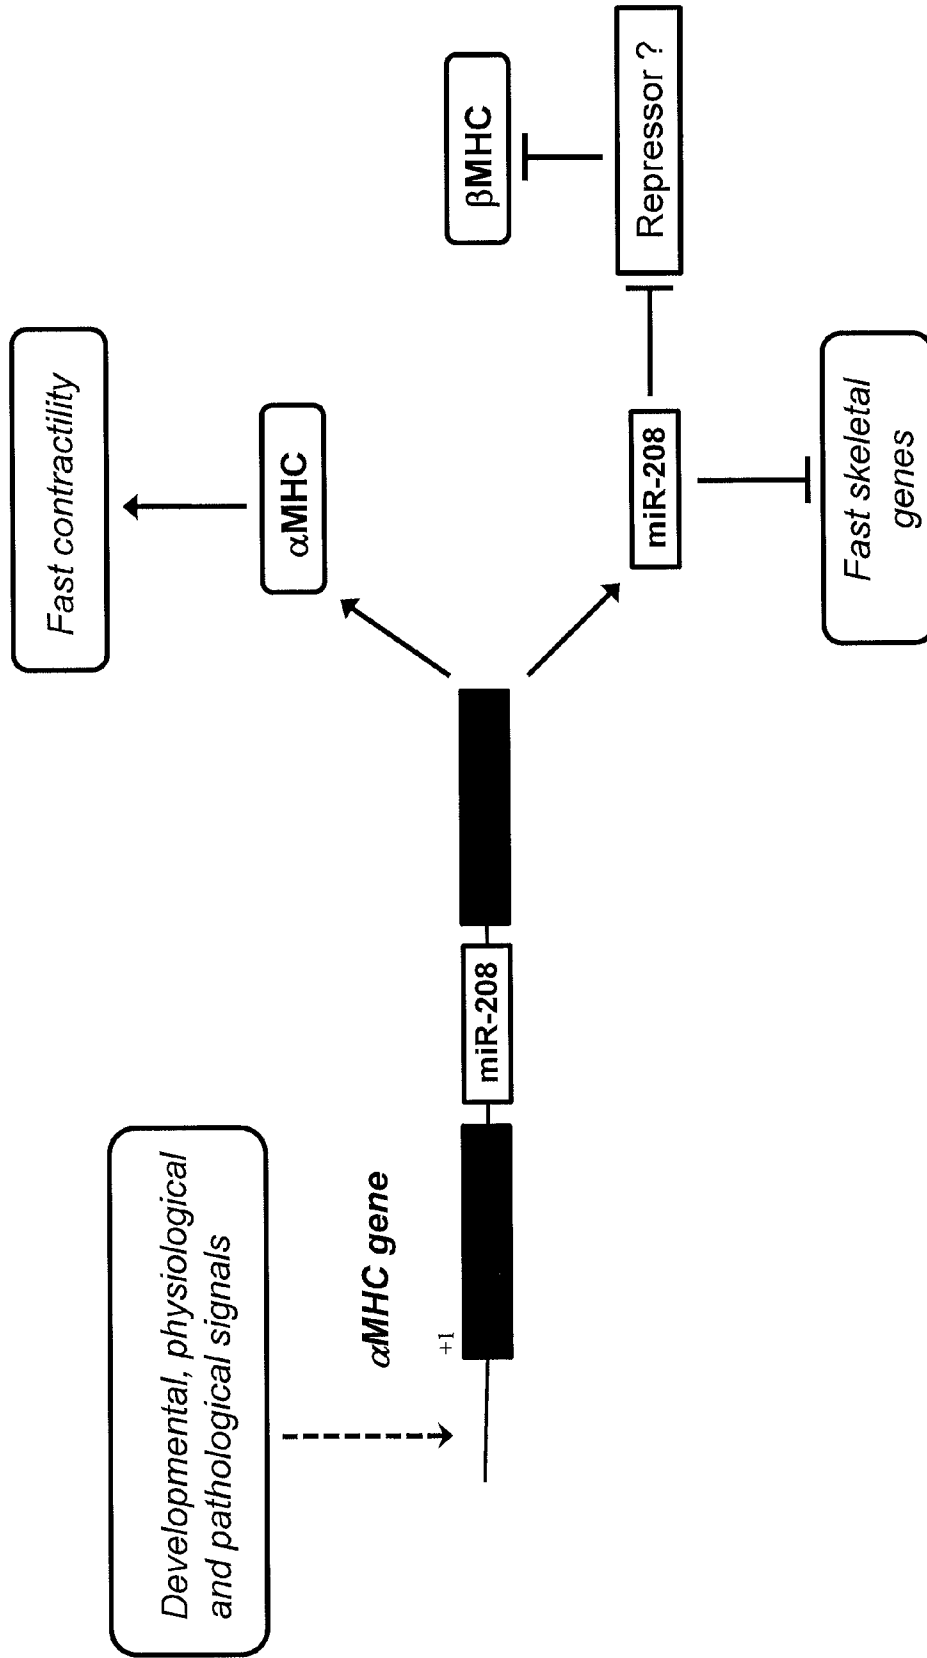 Developmental, physiological
and pathological signals
αMHC gene
+1
miR-208
Fast contractility
αMHC
miR-208
Fast skeletal
genes
βMHC
Repressor ?